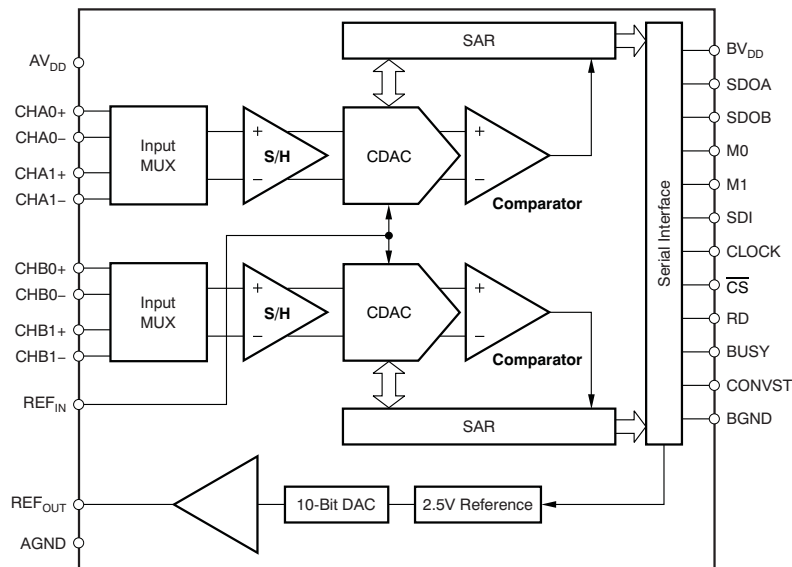 SAR
AV_DD
BV_DD
SDOA
CHA0+
CHA0−
CHA1+
CHA1−
Input
MUX
+
−
S/H
CDAC
+
−
Comparator
SDOB
M0
M1
SDI
Serial Interface
CLOCK
C̅S̅
RD
BUSY
CONVST
BGND
CHB0+
CHB0−
CHB1+
CHB1−
Input
MUX
+
−
S/H
CDAC
+
−
Comparator
REF_IN
SAR
REF_OUT
10-Bit DAC
2.5V Reference
AGND